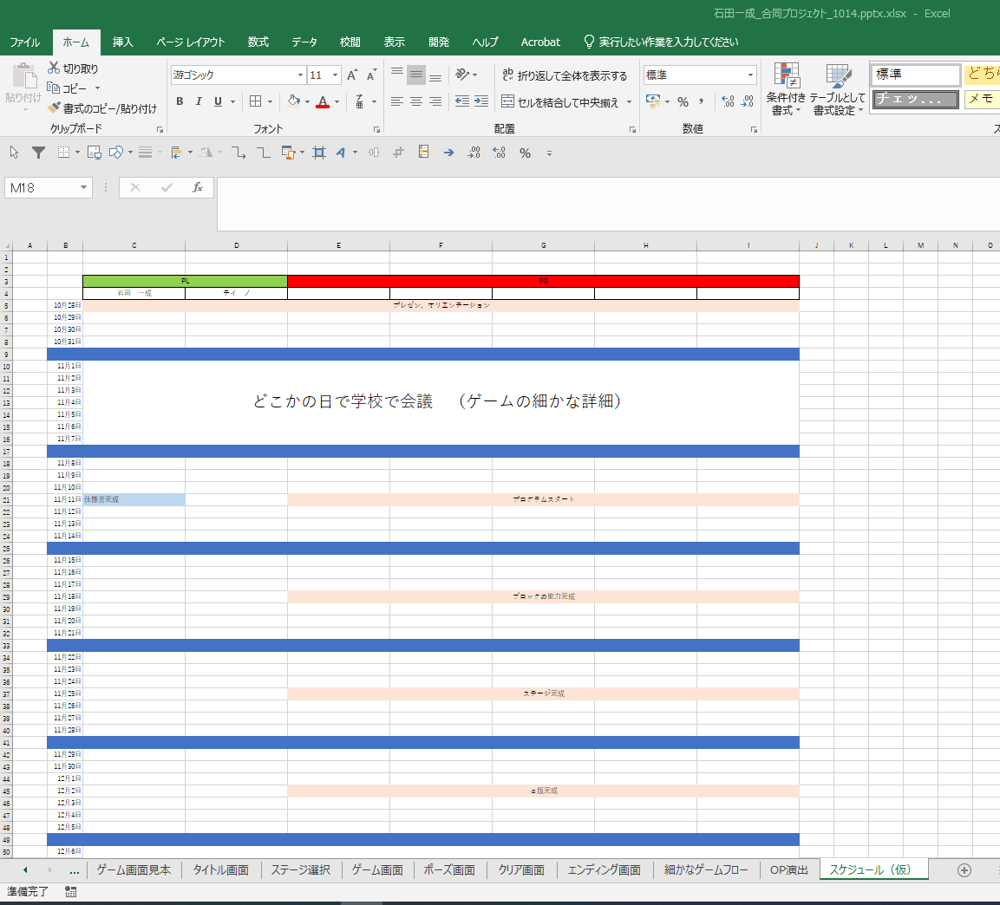 石田一成_合同プロジェクト_1014.pptx.xlsx - Excel
ファイル ホーム 挿入 ページ レイアウト 数式 データ 校閲 表示 開発 ヘルプ Acrobat 実行したい作業を入力してください
切り取り
コピー
書式のコピー/貼り付け
貼り付け
クリップボード
游ゴシック 11
B I U
フォント
折り返して全体を表示する
セルを結合して中央揃え
配置
標準
数値
条件付き書式
テーブルとして書式設定
標準 どちら
チェッ... メモ
M18
fx
A B C D E F G H I J K L M N O
1
2
3 PL PG
4 石田 一成 ティ ノ
5 10月28日 プレゼン、オリエンテーション
6 10月29日
7 10月30日
8 10月31日
9
10 11月1日
11 11月2日
12 11月3日
13 11月4日 どこかの日で学校で会議 （ゲームの細かな詳細）
14 11月5日
15 11月6日
16 11月7日
17
18 11月8日
19 11月9日
20 11月10日
21 11月11日 仕様書完成 プログラムスタート
22 11月12日
23 11月13日
24 11月14日
25
26 11月15日
27 11月16日
28 11月17日
29 11月18日 ブロックの能力完成
30 11月19日
31 11月20日
32 11月21日
33
34 11月22日
35 11月23日
36 11月24日
37 11月25日 ステージ完成
38 11月26日
39 11月27日
40 11月28日
41
42 11月29日
43 11月30日
44 12月1日
45 12月2日 α版完成
46 12月3日
47 12月4日
48 12月5日
49
50 12月6日
... ゲーム画面見本 タイトル画面 ステージ選択 ゲーム画面 ポーズ画面 クリア画面 エンディング画面 細かなゲームフロー OP演出 スケジュール（仮）
準備完了